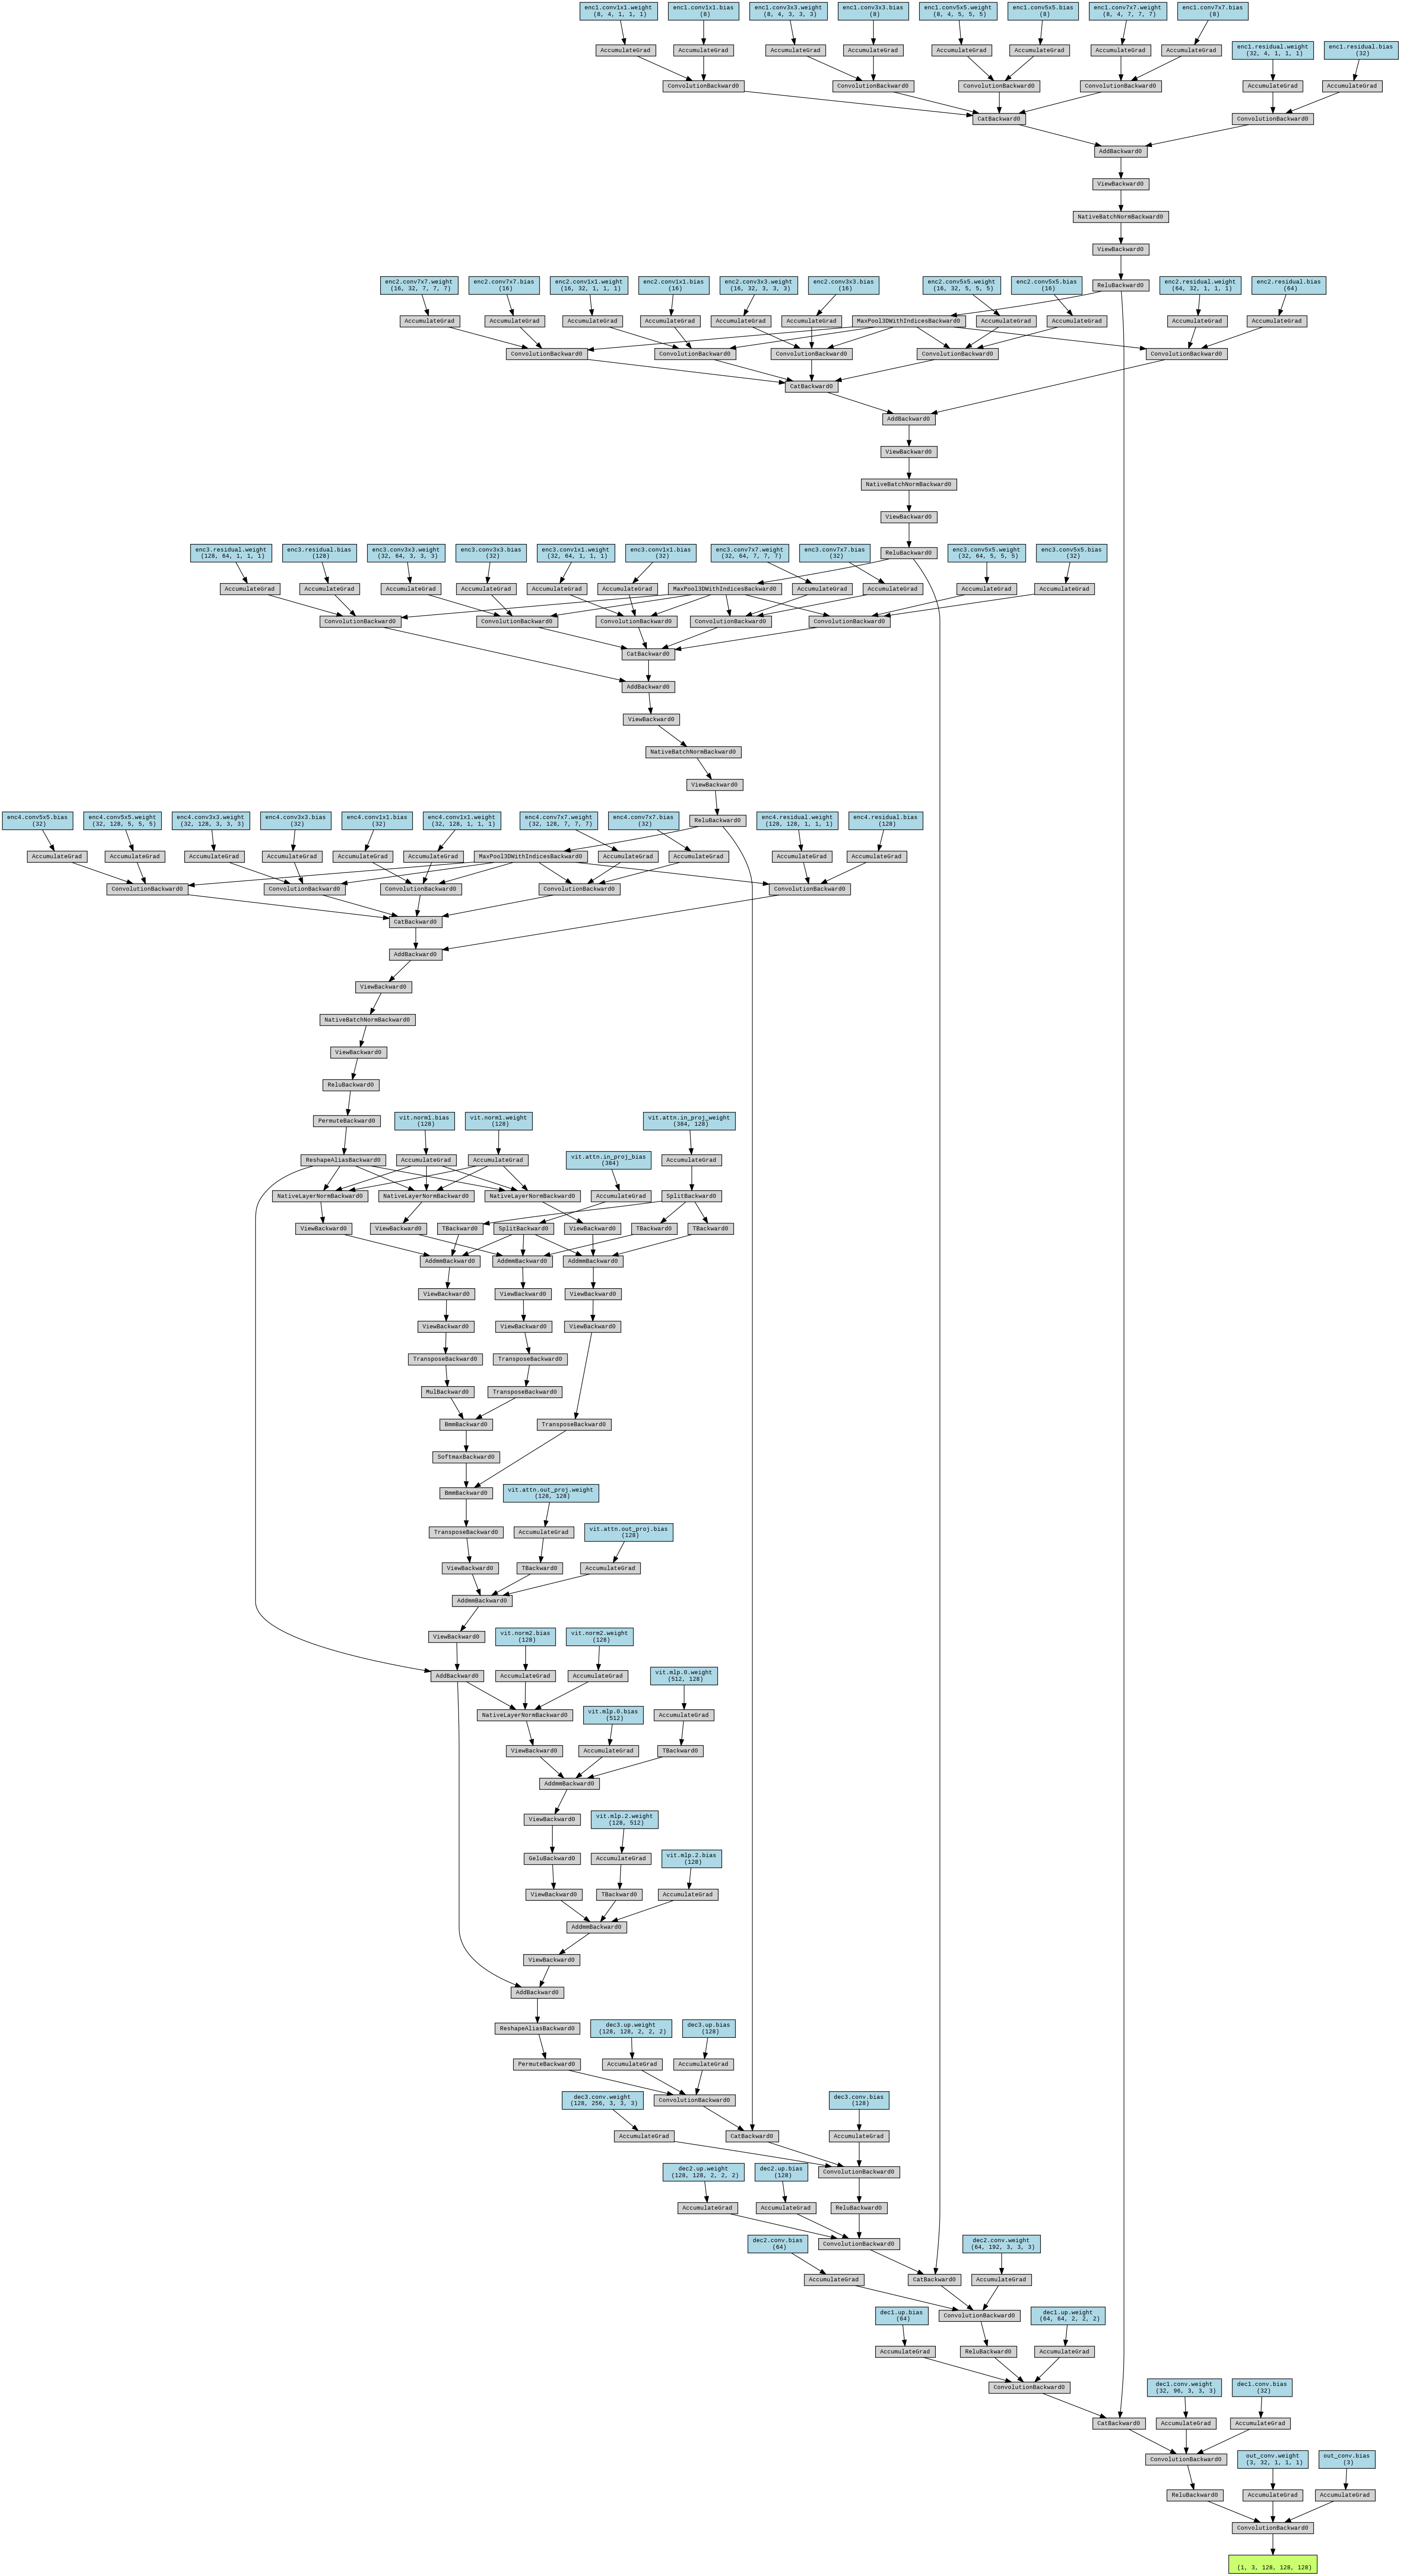 enc1.conv1x1.weight
(8, 4, 1, 1, 1)
enc1.conv1x1.bias
(8)
enc1.conv3x3.weight
(8, 4, 3, 3, 3)
enc1.conv3x3.bias
(8)
enc1.conv5x5.weight
(8, 4, 5, 5, 5)
enc1.conv5x5.bias
(8)
enc1.conv7x7.weight
(8, 4, 7, 7, 7)
enc1.conv7x7.bias
(8)
enc1.residual.weight
(32, 4, 1, 1, 1)
enc1.residual.bias
(32)
AccumulateGrad
AccumulateGrad
AccumulateGrad
AccumulateGrad
AccumulateGrad
AccumulateGrad
AccumulateGrad
AccumulateGrad
ConvolutionBackward0
ConvolutionBackward0
ConvolutionBackward0
ConvolutionBackward0
AccumulateGrad
AccumulateGrad
CatBackward0
ConvolutionBackward0
AddBackward0
ViewBackward0
NativeBatchNormBackward0
ViewBackward0
ReluBackward0
enc2.conv7x7.weight
(16, 32, 7, 7, 7)
enc2.conv7x7.bias
(16)
enc2.conv1x1.weight
(16, 32, 1, 1, 1)
enc2.conv1x1.bias
(16)
enc2.conv3x3.weight
(16, 32, 3, 3, 3)
enc2.conv3x3.bias
(16)
enc2.conv5x5.weight
(16, 32, 5, 5, 5)
enc2.conv5x5.bias
(16)
enc2.residual.weight
(64, 32, 1, 1, 1)
enc2.residual.bias
(64)
AccumulateGrad
AccumulateGrad
AccumulateGrad
AccumulateGrad
AccumulateGrad
AccumulateGrad
MaxPool3DWithIndicesBackward0
AccumulateGrad
AccumulateGrad
AccumulateGrad
AccumulateGrad
ConvolutionBackward0
ConvolutionBackward0
ConvolutionBackward0
ConvolutionBackward0
ConvolutionBackward0
CatBackward0
AddBackward0
ViewBackward0
NativeBatchNormBackward0
ViewBackward0
ReluBackward0
enc3.residual.weight
(128, 64, 1, 1, 1)
enc3.residual.bias
(128)
enc3.conv3x3.weight
(32, 64, 3, 3, 3)
enc3.conv3x3.bias
(32)
enc3.conv1x1.weight
(32, 64, 1, 1, 1)
enc3.conv1x1.bias
(32)
enc3.conv7x7.weight
(32, 64, 7, 7, 7)
enc3.conv7x7.bias
(32)
enc3.conv5x5.weight
(32, 64, 5, 5, 5)
enc3.conv5x5.bias
(32)
AccumulateGrad
AccumulateGrad
AccumulateGrad
AccumulateGrad
AccumulateGrad
AccumulateGrad
MaxPool3DWithIndicesBackward0
AccumulateGrad
AccumulateGrad
AccumulateGrad
AccumulateGrad
ConvolutionBackward0
ConvolutionBackward0
ConvolutionBackward0
ConvolutionBackward0
ConvolutionBackward0
CatBackward0
AddBackward0
ViewBackward0
NativeBatchNormBackward0
ViewBackward0
ReluBackward0
enc4.conv5x5.bias
(32)
enc4.conv5x5.weight
(32, 128, 5, 5, 5)
enc4.conv3x3.weight
(32, 128, 3, 3, 3)
enc4.conv3x3.bias
(32)
enc4.conv1x1.bias
(32)
enc4.conv1x1.weight
(32, 128, 1, 1, 1)
enc4.conv7x7.weight
(32, 128, 7, 7, 7)
enc4.conv7x7.bias
(32)
enc4.residual.weight
(128, 128, 1, 1, 1)
enc4.residual.bias
(128)
AccumulateGrad
AccumulateGrad
AccumulateGrad
AccumulateGrad
AccumulateGrad
AccumulateGrad
MaxPool3DWithIndicesBackward0
AccumulateGrad
AccumulateGrad
AccumulateGrad
AccumulateGrad
ConvolutionBackward0
ConvolutionBackward0
ConvolutionBackward0
ConvolutionBackward0
ConvolutionBackward0
CatBackward0
AddBackward0
ViewBackward0
NativeBatchNormBackward0
ViewBackward0
ReluBackward0
PermuteBackward0
vit.norm1.bias
(128)
vit.norm1.weight
(128)
vit.attn.in_proj_weight
(384, 128)
ReshapeAliasBackward0
AccumulateGrad
AccumulateGrad
vit.attn.in_proj_bias
(384)
AccumulateGrad
NativeLayerNormBackward0
NativeLayerNormBackward0
NativeLayerNormBackward0
AccumulateGrad
SplitBackward0
ViewBackward0
ViewBackward0
TBackward0
SplitBackward0
ViewBackward0
TBackward0
TBackward0
AddmmBackward0
AddmmBackward0
AddmmBackward0
ViewBackward0
ViewBackward0
ViewBackward0
ViewBackward0
ViewBackward0
ViewBackward0
TransposeBackward0
TransposeBackward0
MulBackward0
TransposeBackward0
BmmBackward0
TransposeBackward0
SoftmaxBackward0
BmmBackward0
vit.attn.out_proj.weight
(128, 128)
TransposeBackward0
AccumulateGrad
vit.attn.out_proj.bias
(128)
ViewBackward0
TBackward0
AccumulateGrad
AddmmBackward0
ViewBackward0
vit.norm2.bias
(128)
vit.norm2.weight
(128)
AddBackward0
AccumulateGrad
AccumulateGrad
vit.mlp.0.weight
(512, 128)
NativeLayerNormBackward0
vit.mlp.0.bias
(512)
AccumulateGrad
ViewBackward0
AccumulateGrad
TBackward0
AddmmBackward0
ViewBackward0
vit.mlp.2.weight
(128, 512)
GeluBackward0
AccumulateGrad
vit.mlp.2.bias
(128)
ViewBackward0
TBackward0
AccumulateGrad
AddmmBackward0
ViewBackward0
AddBackward0
ReshapeAliasBackward0
dec3.up.weight
(128, 128, 2, 2, 2)
dec3.up.bias
(128)
PermuteBackward0
AccumulateGrad
AccumulateGrad
dec3.conv.weight
(128, 256, 3, 3, 3)
ConvolutionBackward0
dec3.conv.bias
(128)
AccumulateGrad
CatBackward0
AccumulateGrad
dec2.up.weight
(128, 128, 2, 2, 2)
dec2.up.bias
(128)
ConvolutionBackward0
AccumulateGrad
AccumulateGrad
ReluBackward0
dec2.conv.bias
(64)
ConvolutionBackward0
dec2.conv.weight
(64, 192, 3, 3, 3)
AccumulateGrad
CatBackward0
AccumulateGrad
dec1.up.bias
(64)
ConvolutionBackward0
dec1.up.weight
(64, 64, 2, 2, 2)
AccumulateGrad
ReluBackward0
AccumulateGrad
ConvolutionBackward0
dec1.conv.weight
(32, 96, 3, 3, 3)
dec1.conv.bias
(32)
CatBackward0
AccumulateGrad
AccumulateGrad
ConvolutionBackward0
out_conv.weight
(3, 32, 1, 1, 1)
out_conv.bias
(3)
ReluBackward0
AccumulateGrad
AccumulateGrad
ConvolutionBackward0
(1, 3, 128, 128, 128)